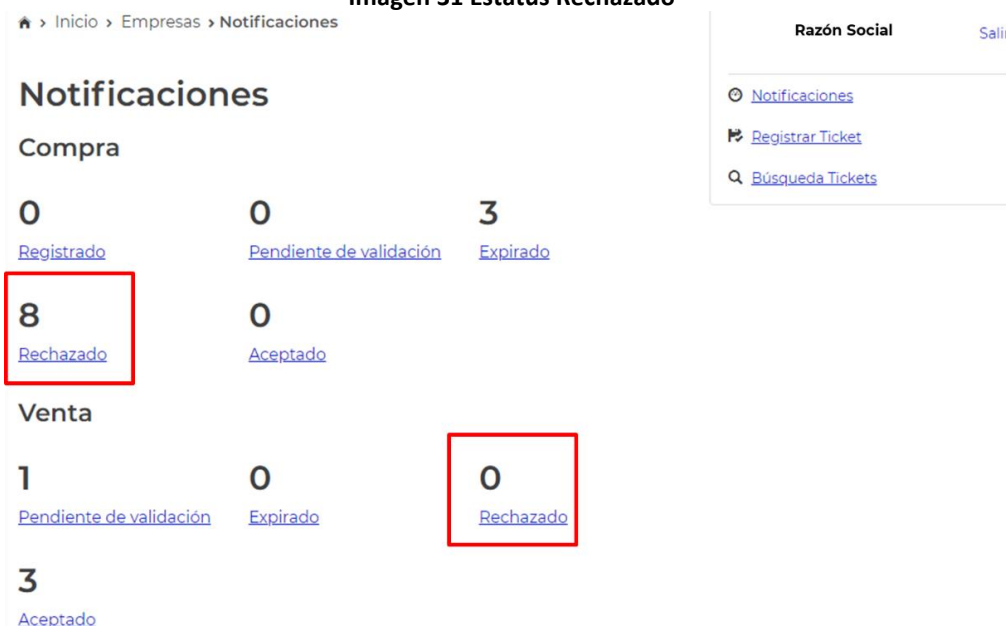 Imagen 31 Estatus Rechazado
> Inicio > Empresas > Notificaciones
Razón Social
Salir
Notificaciones
Registrar Ticket
Búsqueda Tickets
Notificaciones
Compra
0 0 3
Registrado Pendiente de validación Expirado
8 0
Rechazado Aceptado
Venta
1 0 0
Pendiente de validación Expirado Rechazado
3
Aceptado